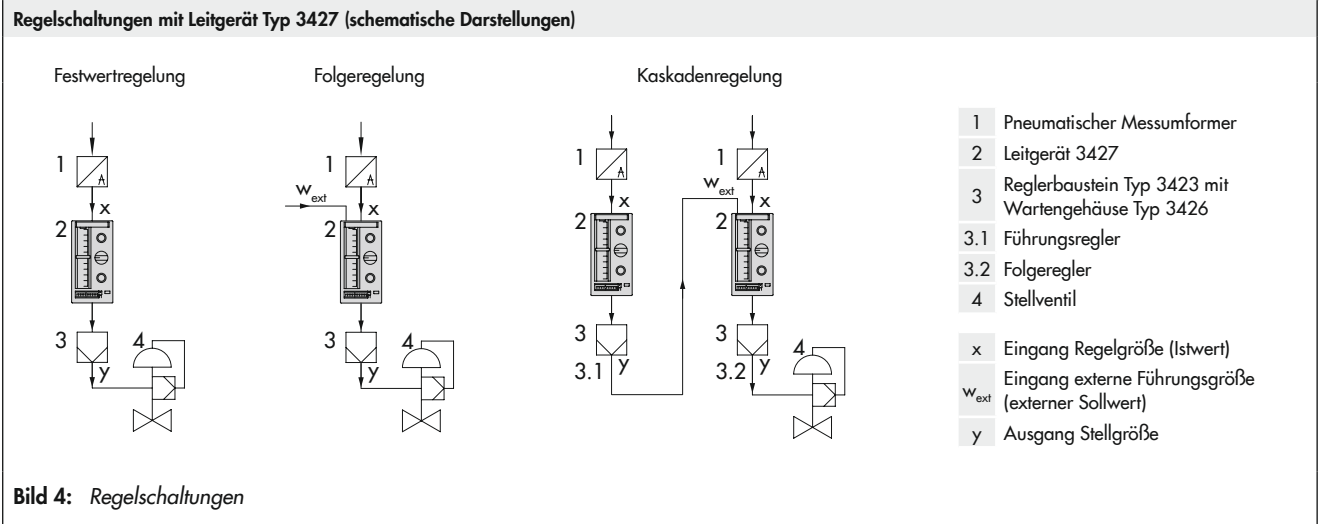 Regelschaltungen mit Leitgerät Typ 3427 (schematische Darstellungen)
Festwertregelung
1
A
x
2
3
4
y
Folgeregelung
1
A
w_ext
x
2
3
4
y
Kaskadenregelung
1
A
x
2
3
3.1
y
1
A
w_ext
x
2
3
3.2
y
4
1 Pneumatischer Messumformer
2 Leitgerät 3427
3 Reglerbaustein Typ 3423 mit
Wartengehäuse Typ 3426
3.1 Führungsregler
3.2 Folgeregler
4 Stellventil
x Eingang Regelgröße (Istwert)
w_ext Eingang externe Führungsgröße
(externer Sollwert)
y Ausgang Stellgröße
Bild 4: Regelschaltungen